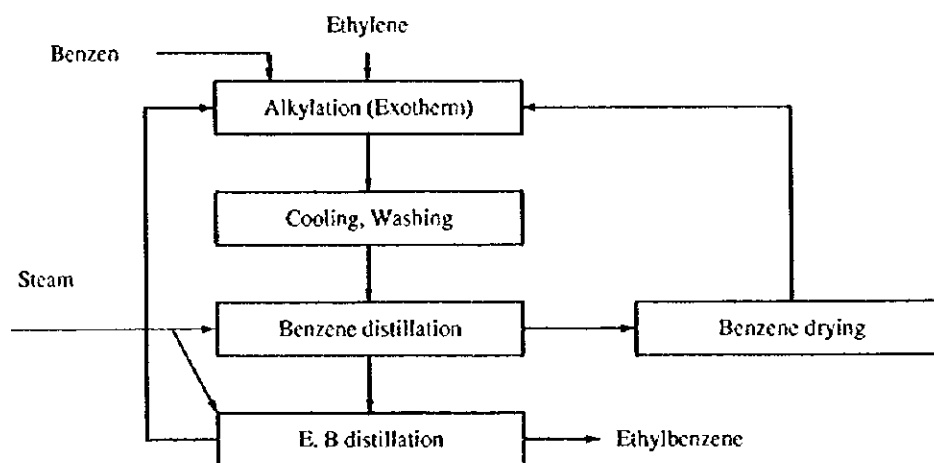 Ethylene
Benzen
Alkylation (Exotherm)
Cooling, Washing
Steam
Benzene distillation
Benzene drying
E. B distillation
Ethylbenzene